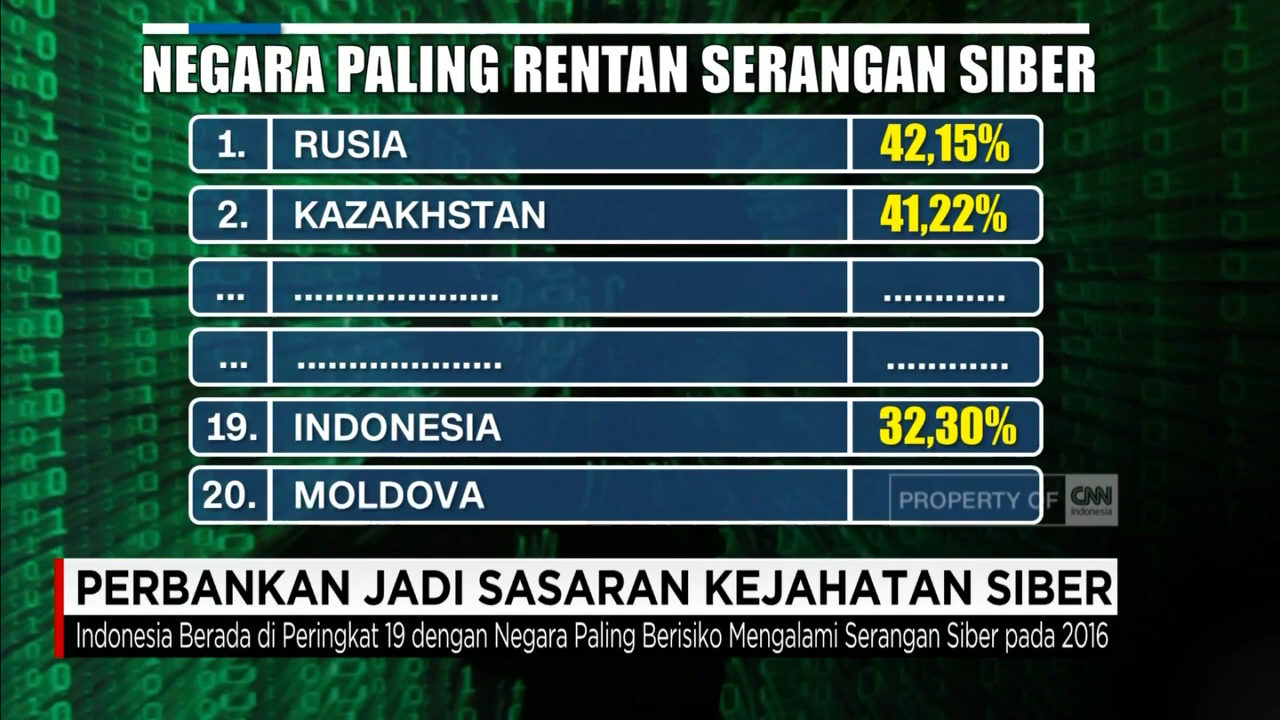 NEGARA PALING RENTAN SERANGAN SIBER
1. RUSIA 42,15%
2. KAZAKHSTAN 41,22%
... .................... ............
... .................... ............
19. INDONESIA 32,30%
20. MOLDOVA
PROPERTY OF CNN Indonesia
PERBANKAN JADI SASARAN KEJAHATAN SIBER
Indonesia Berada di Peringkat 19 dengan Negara Paling Berisiko Mengalami Serangan Siber pada 2016